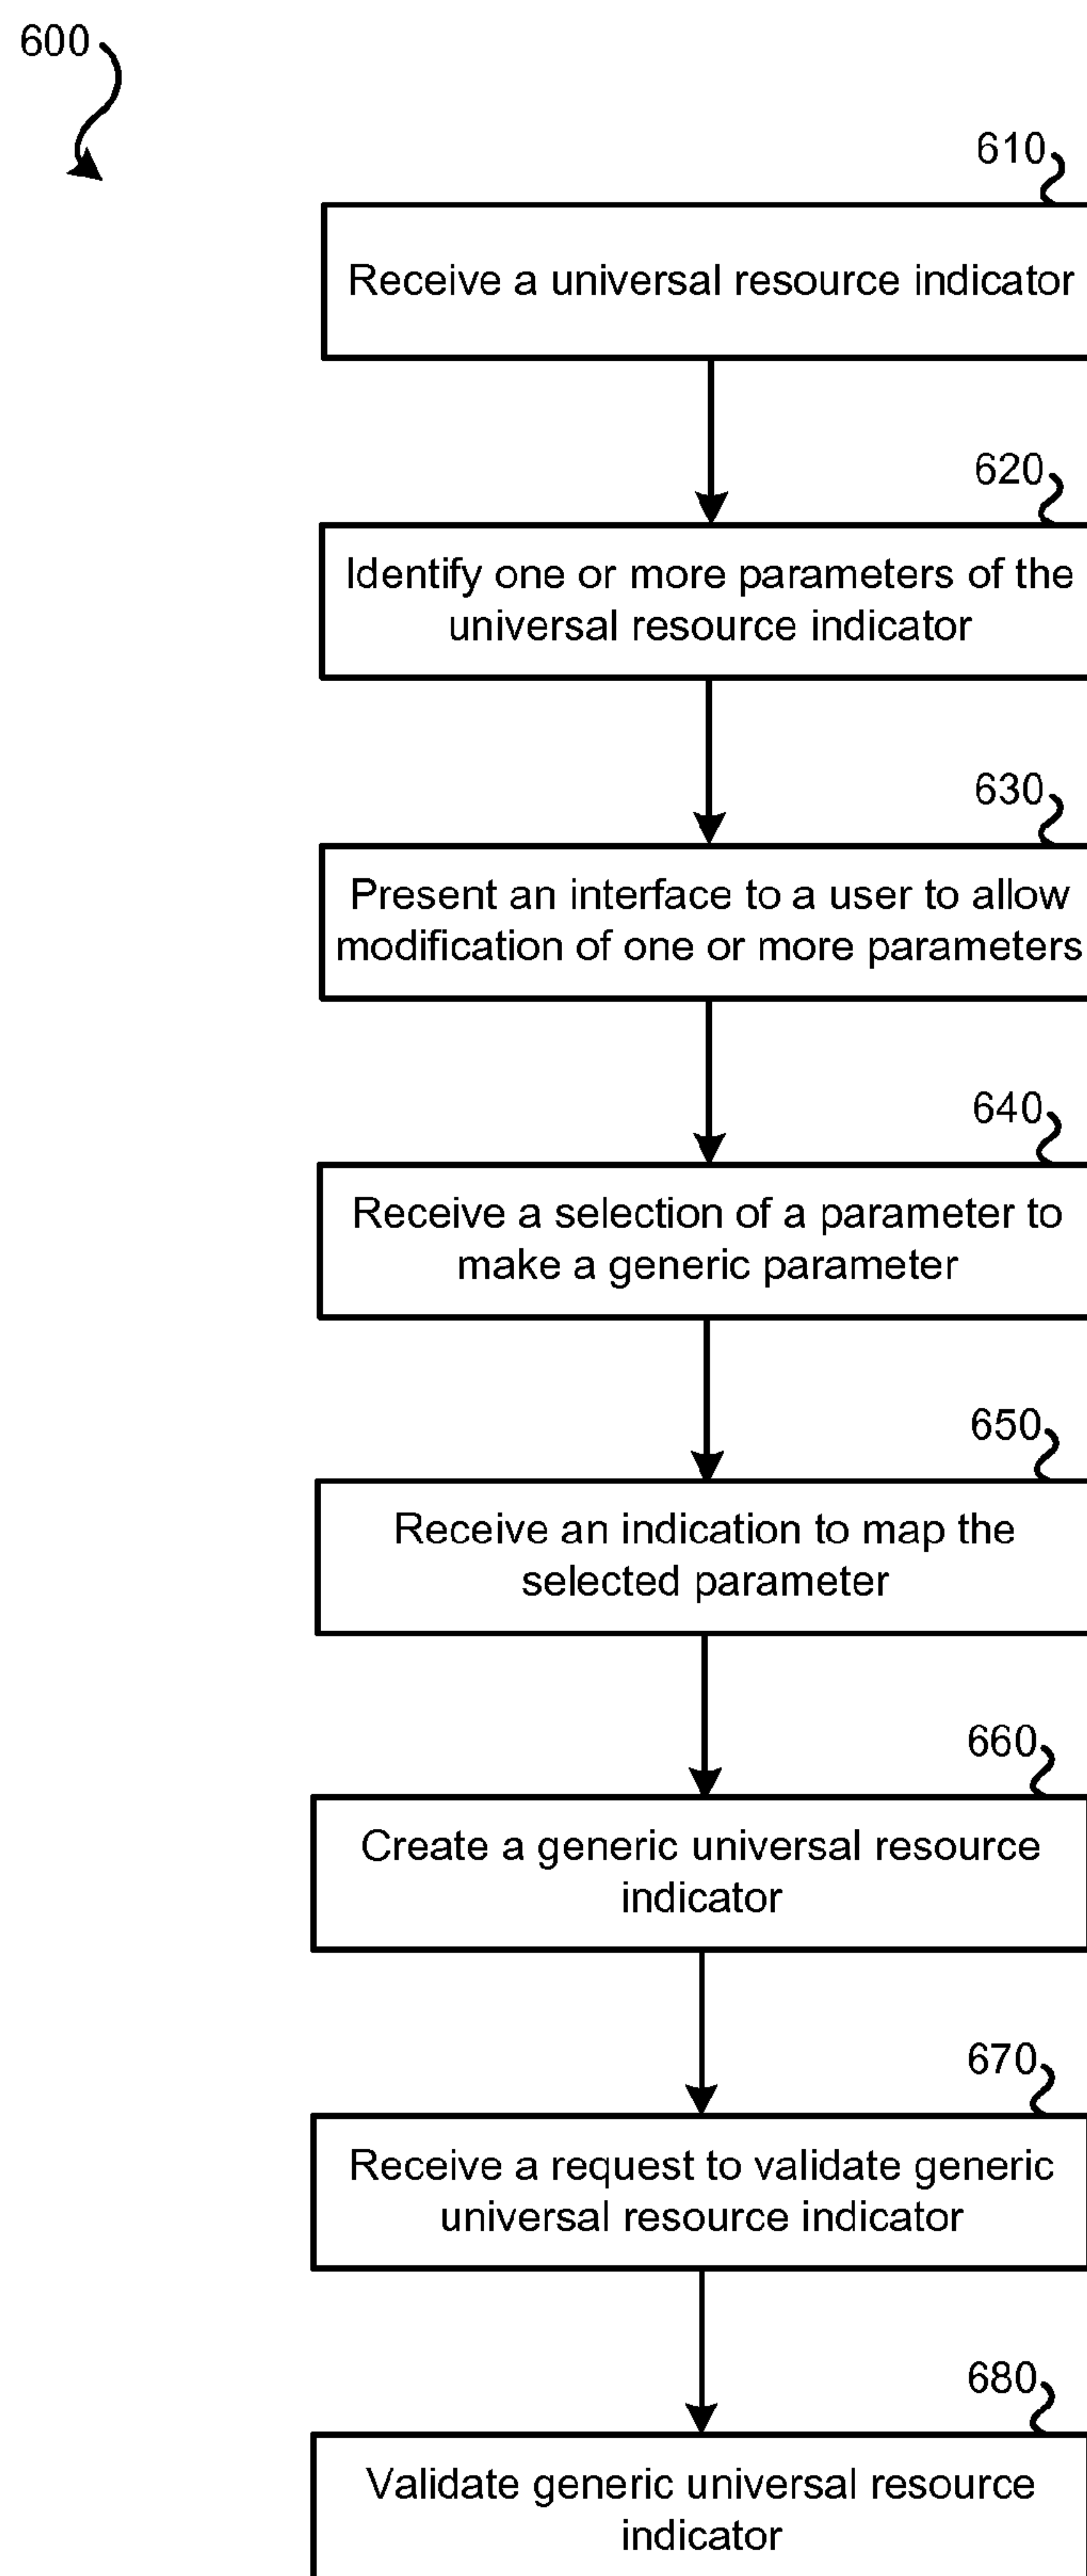 600
610
Receive a universal resource indicator
620
Identify one or more parameters of the
universal resource indicator
630
Present an interface to a user to allow
modification of one or more parameters
640
Receive a selection of a parameter to
make a generic parameter
650
Receive an indication to map the
selected parameter
660
Create a generic universal resource
indicator
670
Receive a request to validate generic
universal resource indicator
680
Validate generic universal resource
indicator